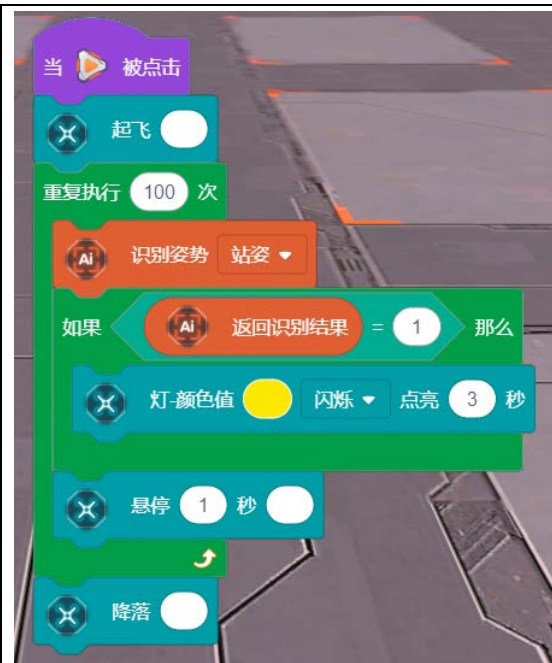 当 被点击
起飞
重复执行 100 次
Ai 识别姿势 站姿
如果 Ai 返回识别结果 = 1 那么
灯-颜色值 闪烁 点亮 3 秒
悬停 1 秒
降落